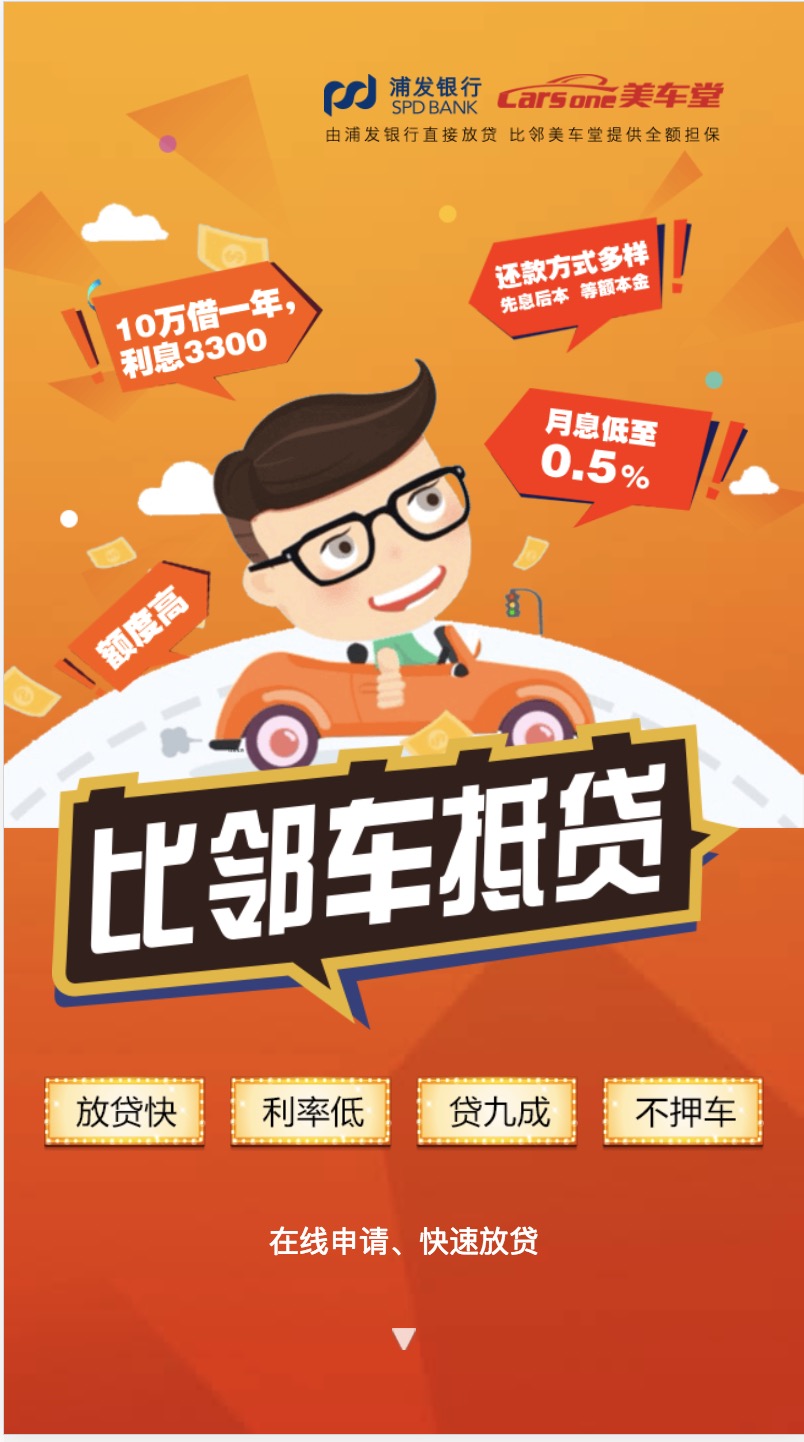 浦发银行
SPD BANK
Cars one 美车堂
由浦发银行直接放贷 比邻美车堂提供全额担保
还款方式多样
先息后本 等额本金
10万借一年,
利息3300
月息低至
0.5%
额度高
比邻车抵贷
放贷快
利率低
贷九成
不押车
在线申请、快速放贷